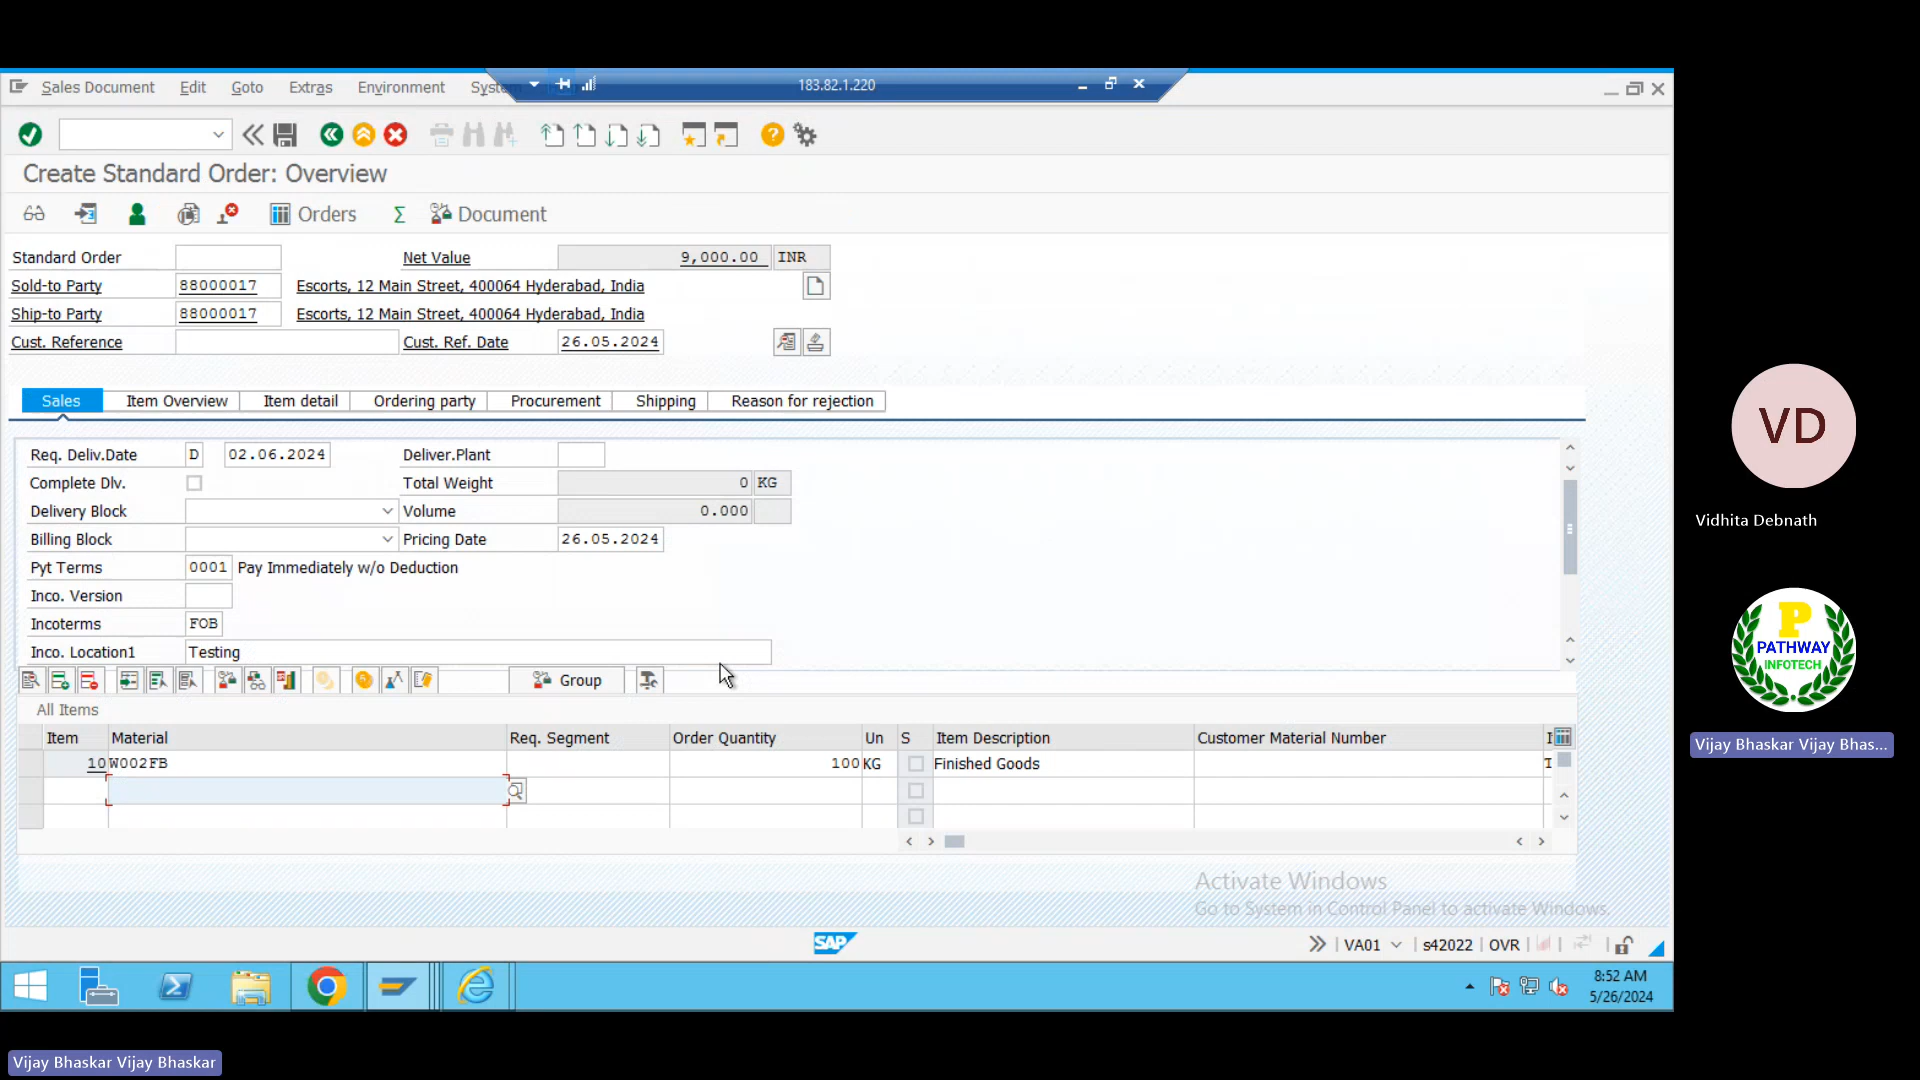 Sales Document Edit Goto Extras Environment Syst 183.82.1.220
Create Standard Order: Overview
Orders Document
Standard Order Net Value 9,000.00 INR
Sold-to Party 88000017 Escorts, 12 Main Street, 400064 Hyderabad, India
Ship-to Party 88000017 Escorts, 12 Main Street, 400064 Hyderabad, India
Cust. Reference Cust. Ref. Date 26.05.2024
Sales Item Overview Item detail Ordering party Procurement Shipping Reason for rejection
Req. Deliv.Date D 02.06.2024 Deliver.Plant
Complete Dlv. Total Weight 0 KG
Delivery Block Volume 0.000
Billing Block Pricing Date 26.05.2024
Pyt Terms 0001 Pay Immediately w/o Deduction
Inco. Version
Incoterms FOB
Inco. Location1 Testing
Group
All Items
Item Material Req. Segment Order Quantity Un S Item Description Customer Material Number
10 W002FB 100 KG Finished Goods
Activate Windows
Go to System in Control Panel to activate Windows.
SAP VA01 s42022 OVR
8:52 AM
5/26/2024
VD
Vidhita Debnath
P
PATHWAY
INFOTECH
Vijay Bhaskar Vijay Bhas...
Vijay Bhaskar Vijay Bhaskar